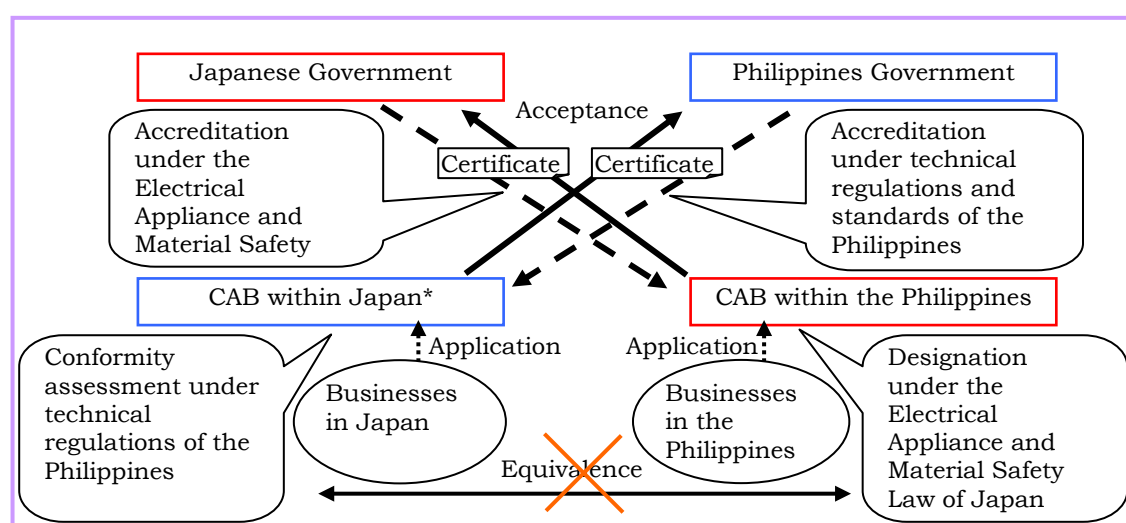 Japanese Government
Philippines Government
Acceptance
Accreditation
under the
Electrical
Appliance and
Material Safety
Certificate
Certificate
Accreditation
under technical
regulations and
standards of the
Philippines
CAB within Japan*
CAB within the Philippines
Application
Application
Conformity
assessment under
technical
regulations of the
Philippines
Businesses
in Japan
Businesses
in the
Philippines
Designation
under the
Electrical
Appliance and
Material Safety
Law of Japan
Equivalence